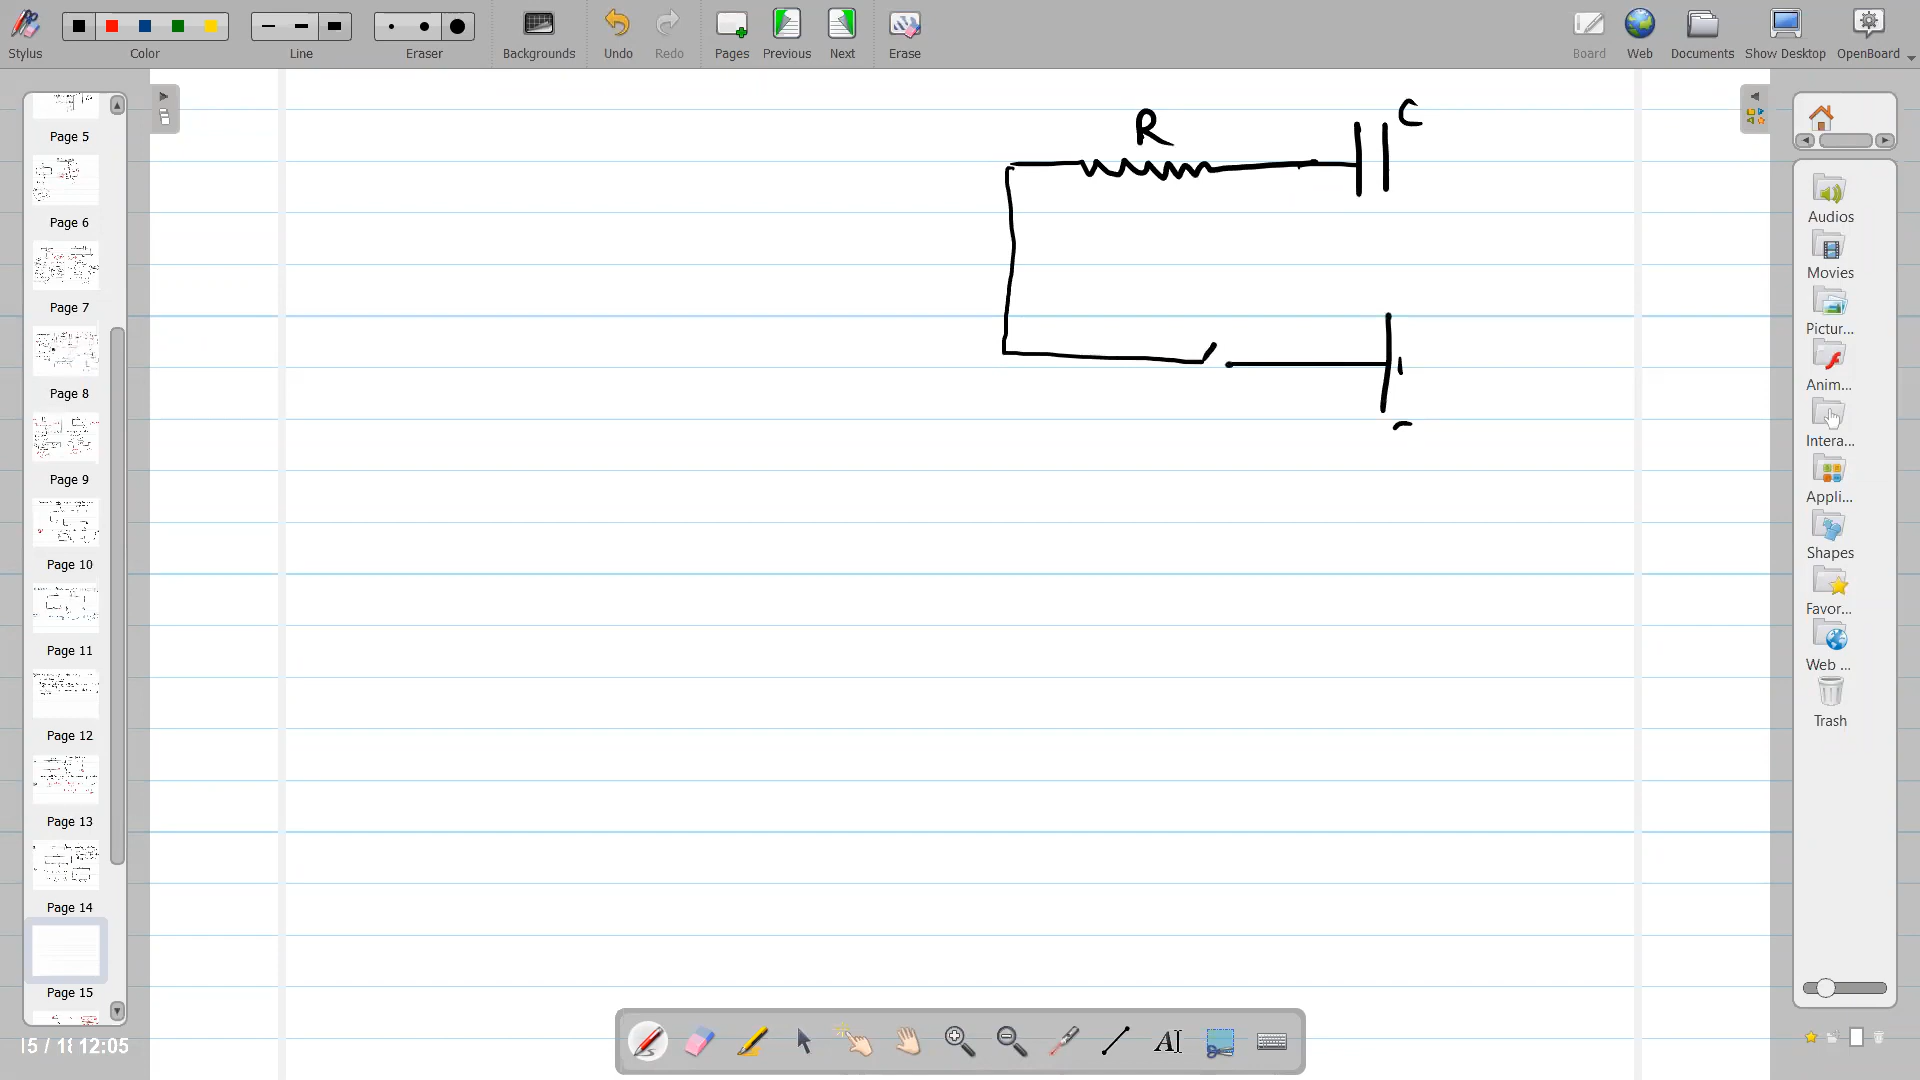 Stylus
Color
Line
Eraser
Backgrounds
Undo
Redo
Pages
Previous
Next
Erase
Board
Web
Documents
Show Desktop
OpenBoard
Page 5
Page 6
Page 7
Page 8
Page 9
Page 10
Page 11
Page 12
Page 13
Page 14
Page 15
12:05
R
C
Audios
Movies
Pictur...
Anim...
Intera...
Appli...
Shapes
Favor...
Web ...
Trash